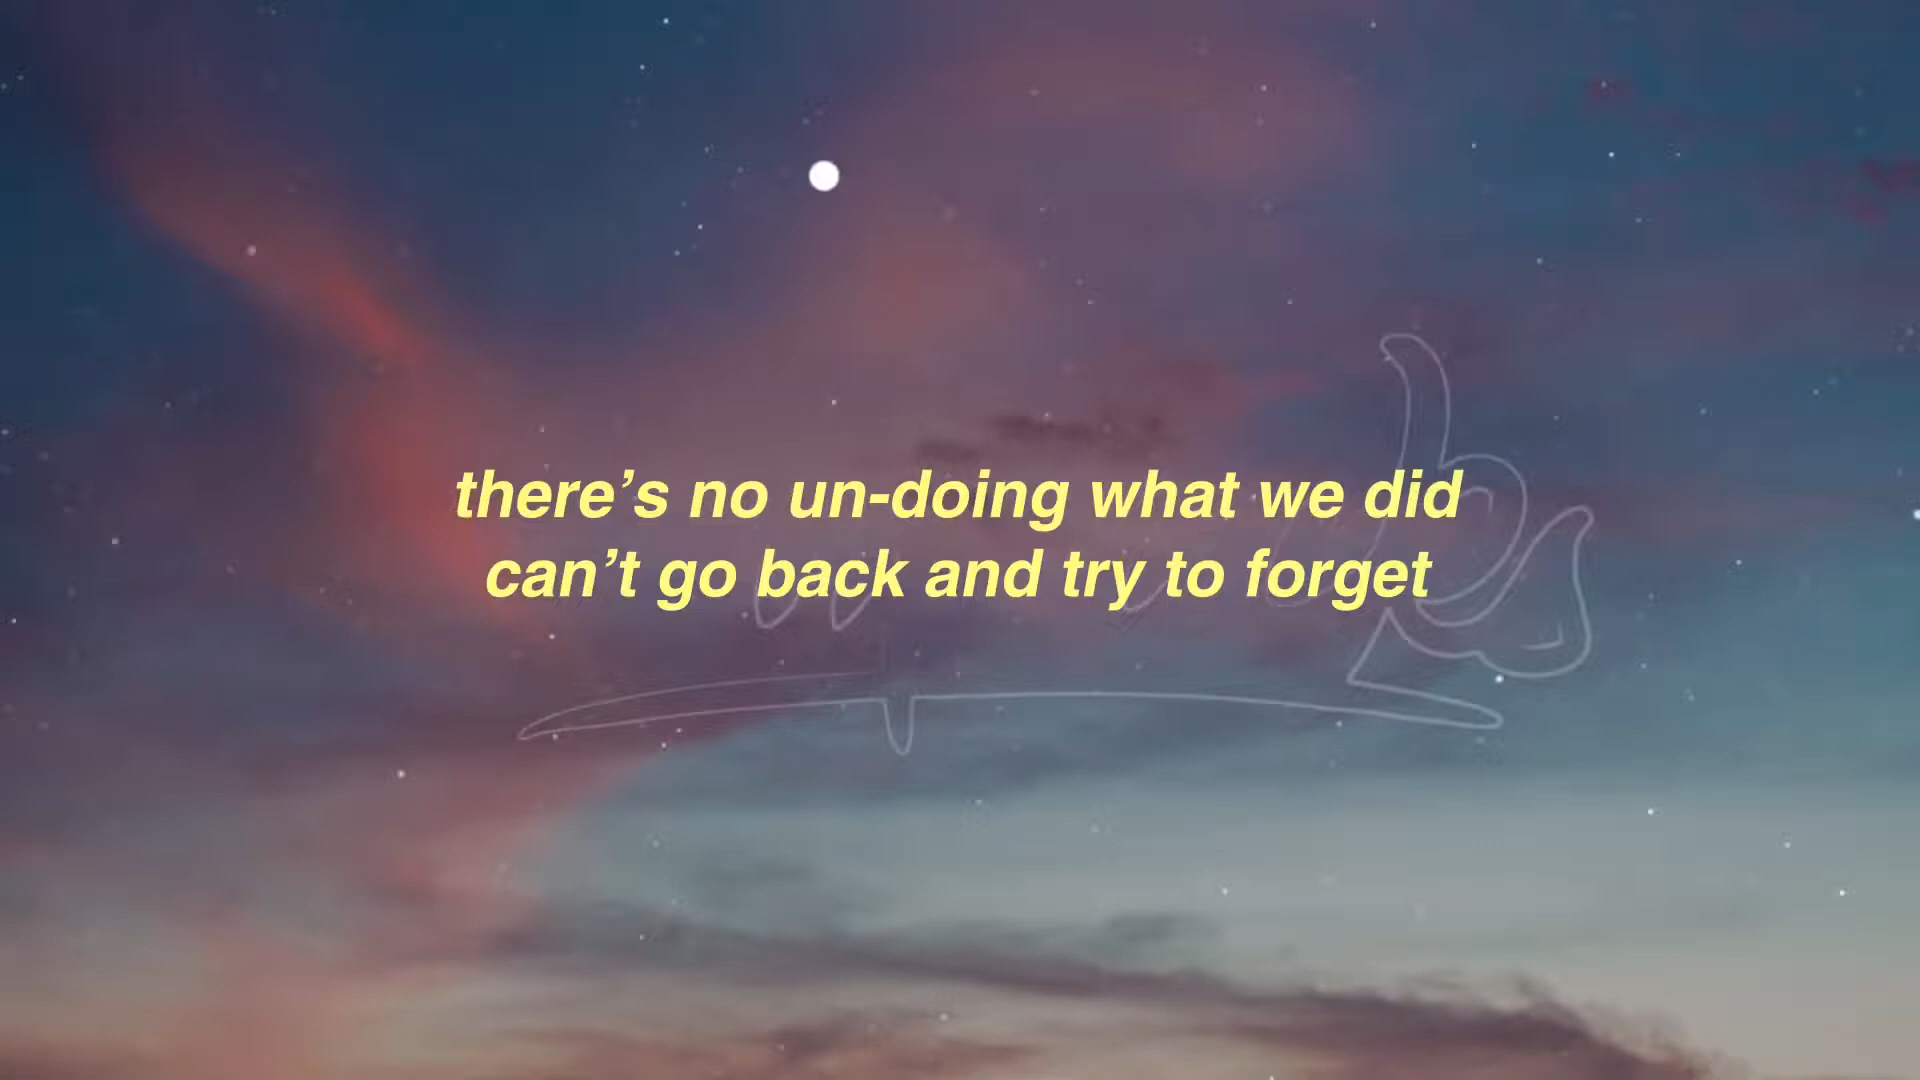 there’s no un-doing what we did
can’t go back and try to forget